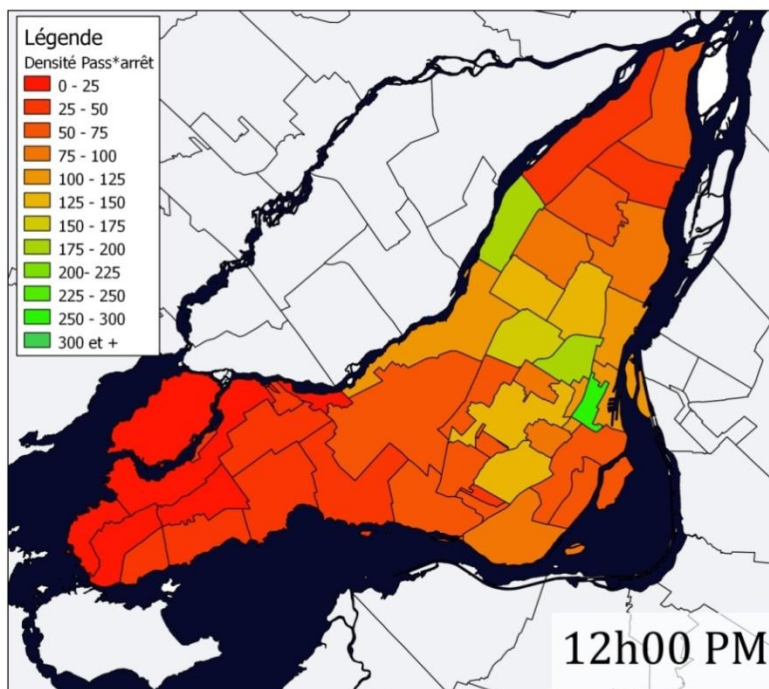 Légende
Densité Pass*arrêt
0 - 25
25 - 50
50 - 75
75 - 100
100 - 125
125 - 150
150 - 175
175 - 200
200- 225
225 - 250
250 - 300
300 et +
12h00 PM